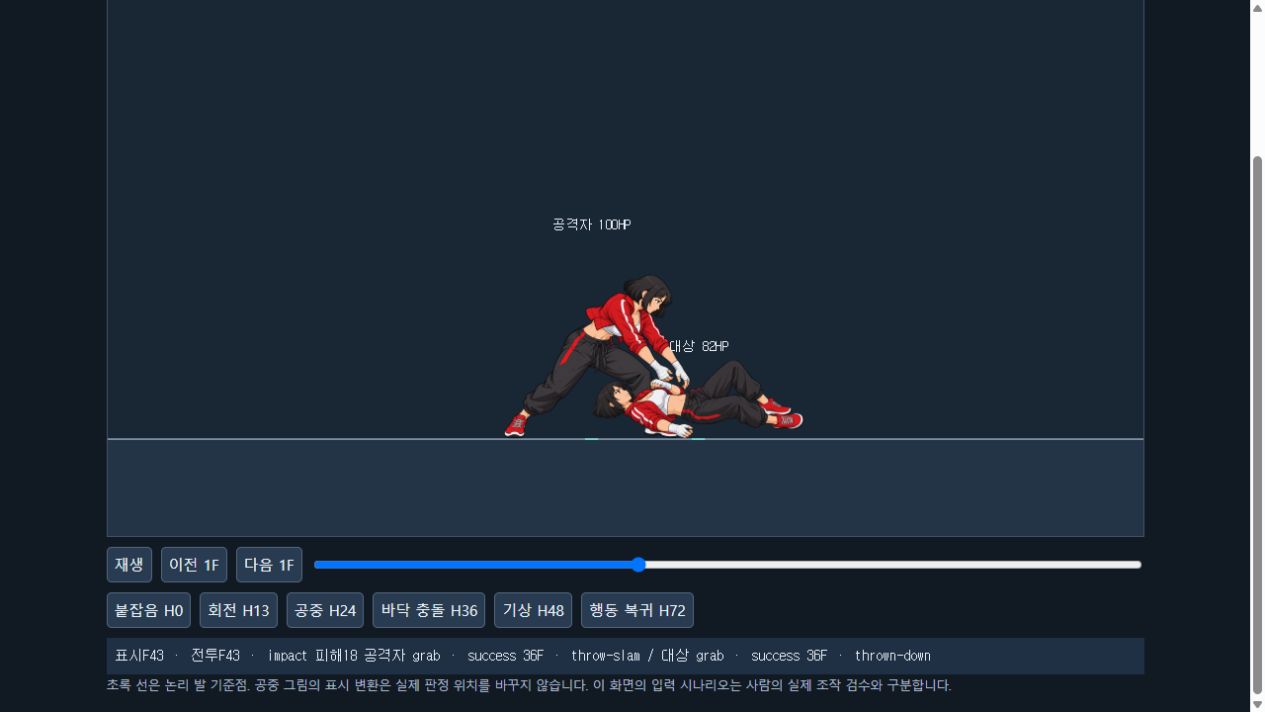 공격자 100HP
대상 82HP
재생 이전 1F 다음 1F
붙잡음 H0 회전 H13 공중 H24 바닥 충돌 H36 기상 H48 행동 복귀 H72
표시F43 · 전투F43 · impact 피해18 공격자 grab · success 36F · throw-slam / 대상 grab · success 36F · thrown-down
초록 선은 논리 발 기준점. 공중 그림의 표시 변환은 실제 판정 위치를 바꾸지 않습니다. 이 화면의 입력 시나리오는 사람의 실제 조작 검수와 구분합니다.